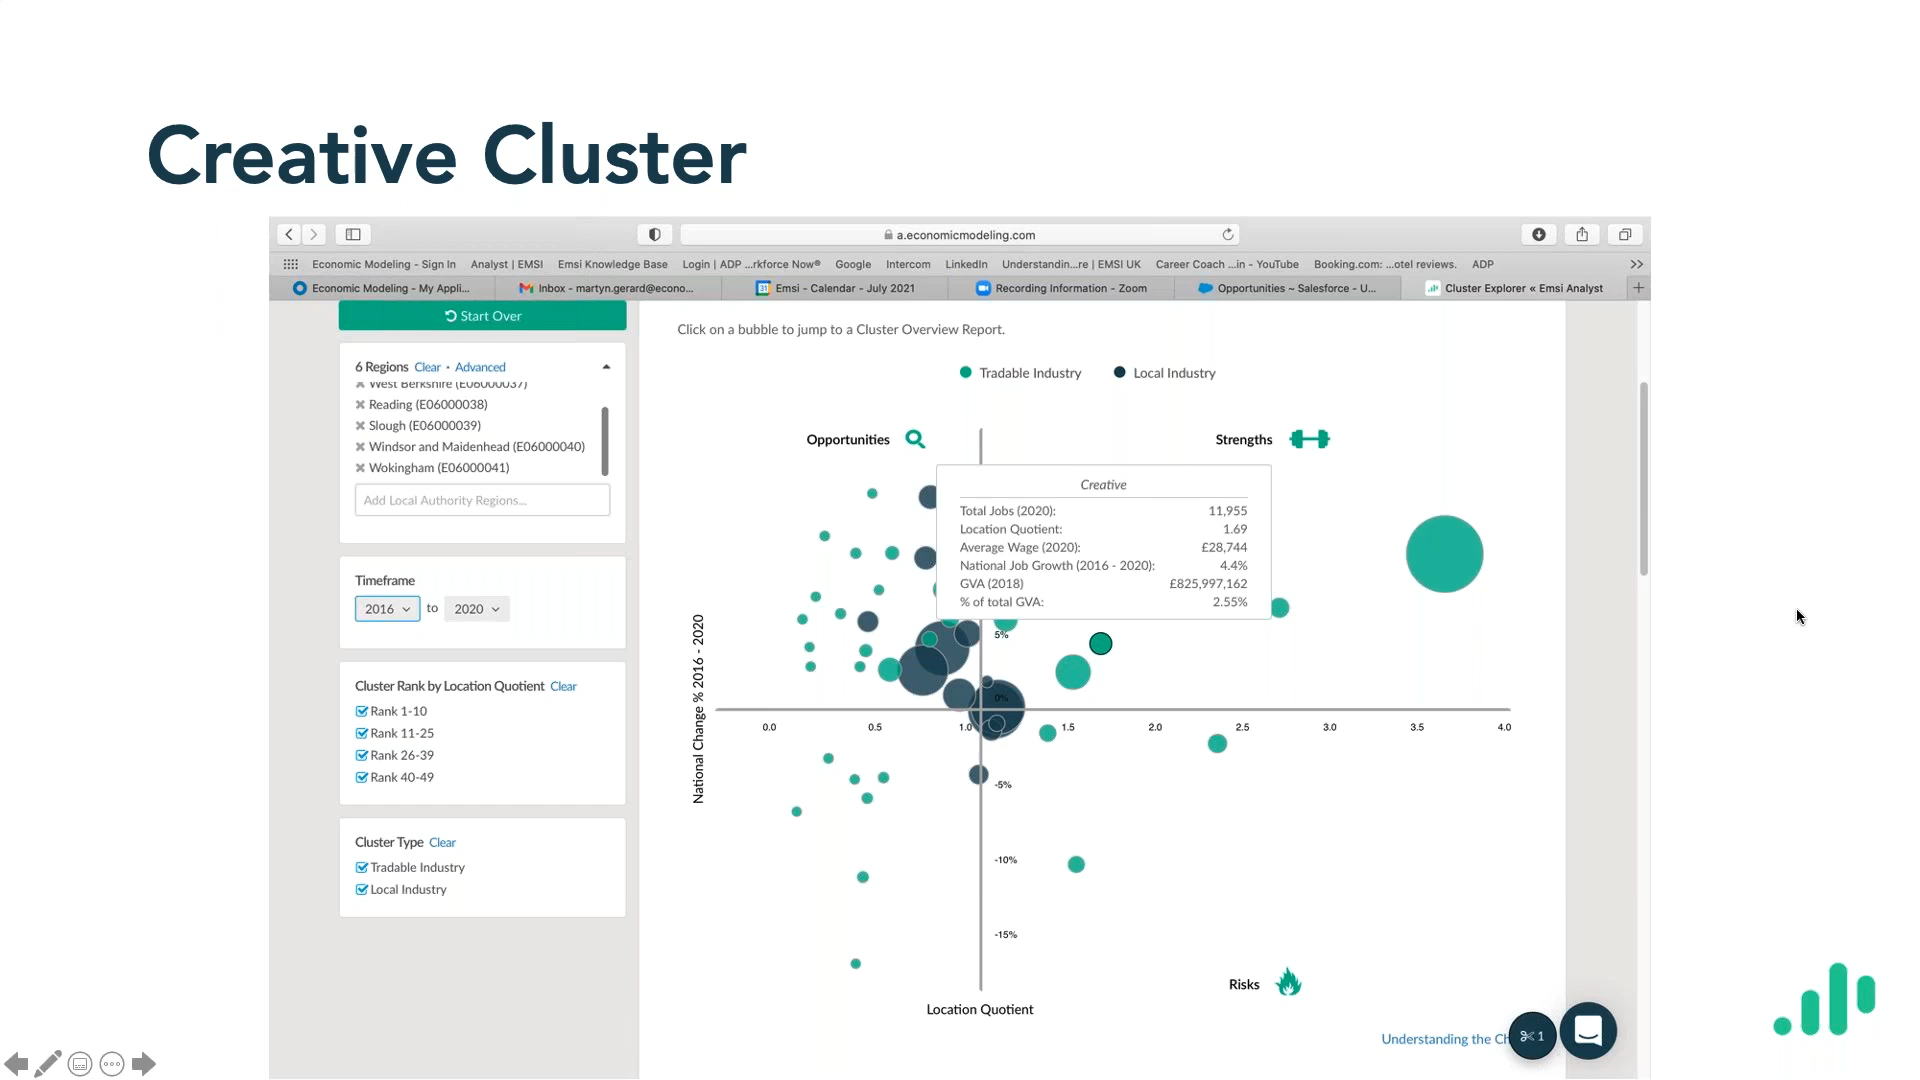 Creative Cluster
a.economicmodeling.com
Economic Modeling - Sign In
Analyst | EMSI
Emsi Knowledge Base
Login | ADP ...rkforce Now®
Google
Intercom
LinkedIn
Understandin...re | EMSI UK
Career Coach ...in - YouTube
Booking.com: ...otel reviews.
ADP
Economic Modeling - My Appli...
Inbox - martyn.gerard@econo...
Emsi - Calendar - July 2021
Recording Information - Zoom
Opportunities ~ Salesforce - U...
Cluster Explorer « Emsi Analyst
Start Over
6 Regions Clear • Advanced
West Berkshire (E06000037)
Reading (E06000038)
Slough (E06000039)
Windsor and Maidenhead (E06000040)
Wokingham (E06000041)
Add Local Authority Regions...
Timeframe
2016 to 2020
Cluster Rank by Location Quotient Clear
Rank 1-10
Rank 11-25
Rank 26-39
Rank 40-49
Cluster Type Clear
Tradable Industry
Local Industry
Click on a bubble to jump to a Cluster Overview Report.
Tradable Industry
Local Industry
Opportunities
Strengths
Creative
Total Jobs (2020): 11,955
Location Quotient: 1.69
Average Wage (2020): £28,744
National Job Growth (2016 - 2020): 4.4%
GVA (2018) £825,997,162
% of total GVA: 2.55%
National Change % 2016 - 2020
5%
0%
0.0 0.5 1.0 1.5 2.0 2.5 3.0 3.5 4.0
-5%
-10%
-15%
Risks
Location Quotient
Understanding the Ch
1